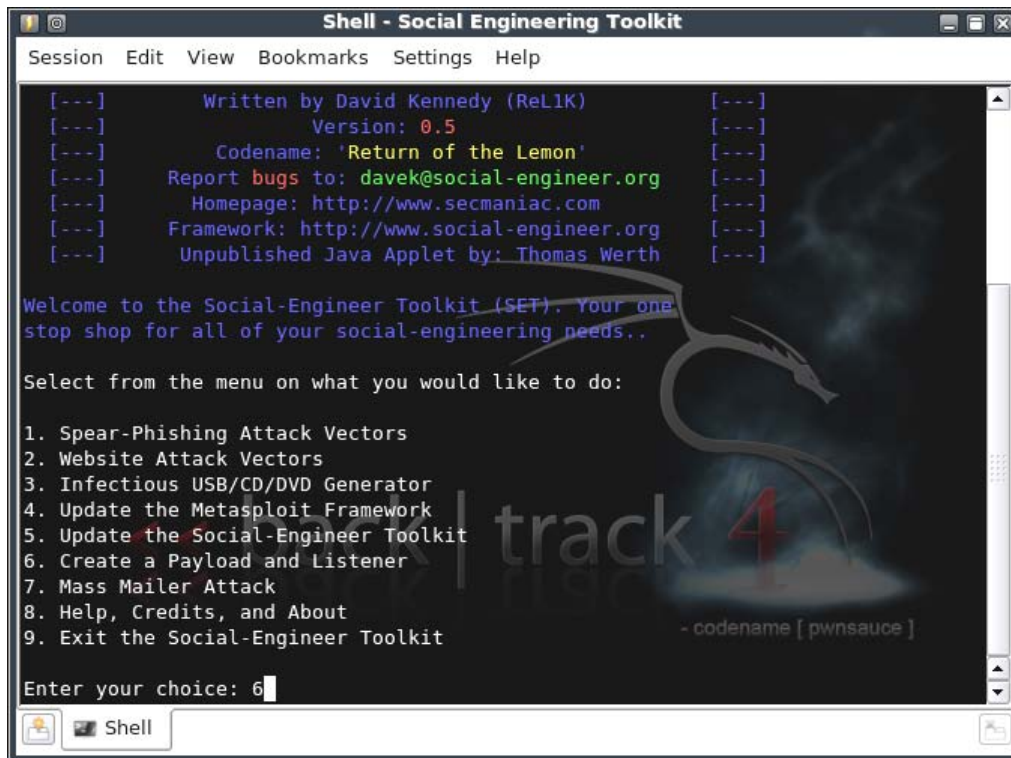 Shell - Social Engineering Toolkit
Session Edit View Bookmarks Settings Help
[---] Written by David Kennedy (ReL1K) [---]
[---] Version: 0.5 [---]
[---] Codename: 'Return of the Lemon' [---]
[---] Report bugs to: davek@social-engineer.org [---]
[---] Homepage: http://www.secmaniac.com [---]
[---] Framework: http://www.social-engineer.org [---]
[---] Unpublished Java Applet by: Thomas Werth [---]
Welcome to the Social-Engineer Toolkit (SET). Your one
stop shop for all of your social-engineering needs..
Select from the menu on what you would like to do:
1. Spear-Phishing Attack Vectors
2. Website Attack Vectors
3. Infectious USB/CD/DVD Generator
4. Update the Metasploit Framework
5. Update the Social-Engineer Toolkit
6. Create a Payload and Listener
7. Mass Mailer Attack
8. Help, Credits, and About
9. Exit the Social-Engineer Toolkit
<< back | track 4
- codename [ pwnsauce ]
Enter your choice: 6
Shell